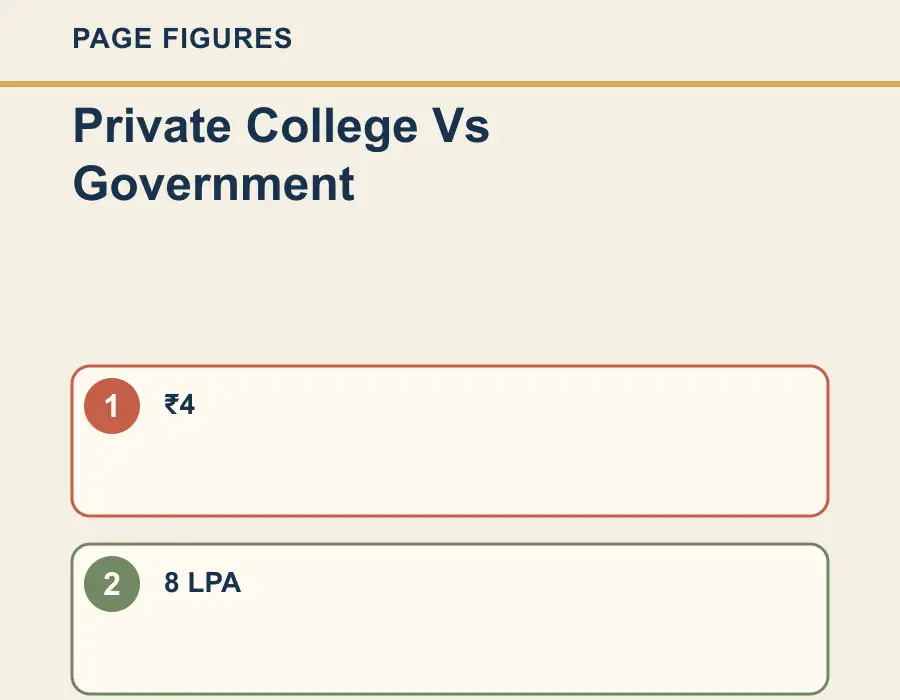 PAGE FIGURES
Private College Vs
Government
1
₹4
2
8 LPA